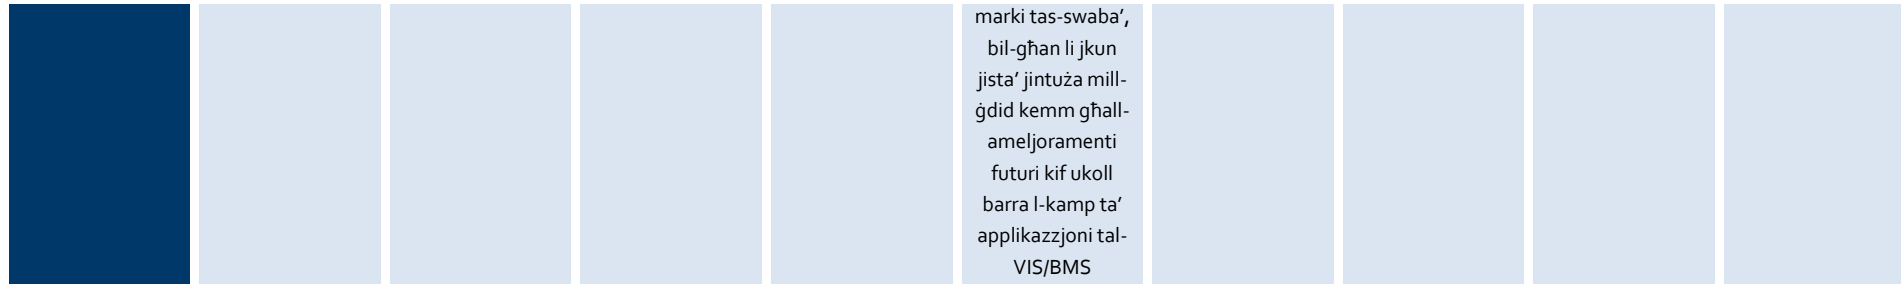 marki tas-swaba’,
bil-għan li jkun
jista’ jintuża mill-
ġdid kemm għall-
ameljoramenti
futuri kif ukoll
barra l-kamp ta’
applikazzjoni tal-
VIS/BMS